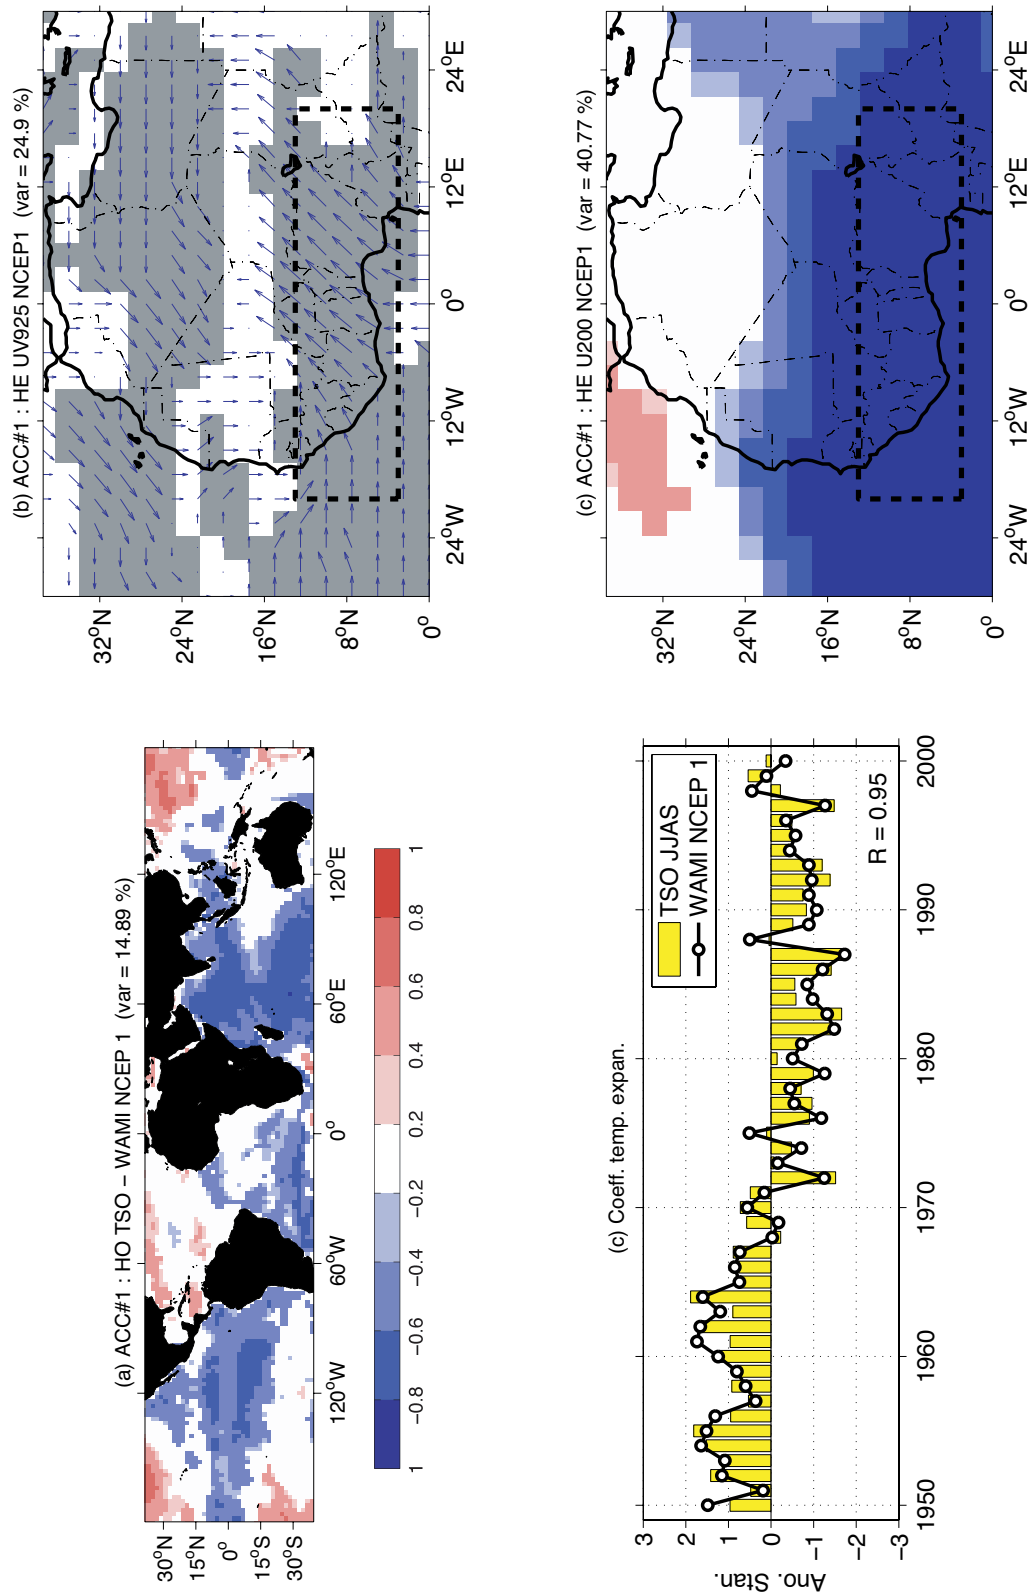 (a) ACC#1 : HO TSO − WAMI NCEP 1 (var = 14.89 %)
30°N
15°N
0°
15°S
30°S
120°W
60°W
0°
60°E
120°E
1
−0.8
−0.6
−0.4
−0.2
0.2
0.4
0.6
0.8
1
(b) ACC#1 : HE UV925 NCEP1 (var = 24.9 %)
32°N
24°N
16°N
8°N
0°
24°W
12°W
0°
12°E
24°E
(c) Coeff. temp. expan.
Ano. Stan.
3
2
1
0
−1
−2
−3
TSO JJAS
WAMI NCEP 1
R = 0.95
1950
1960
1970
1980
1990
2000
(c) ACC#1 : HE U200 NCEP1 (var = 40.77 %)
32°N
24°N
16°N
8°N
0°
24°W
12°W
0°
12°E
24°E